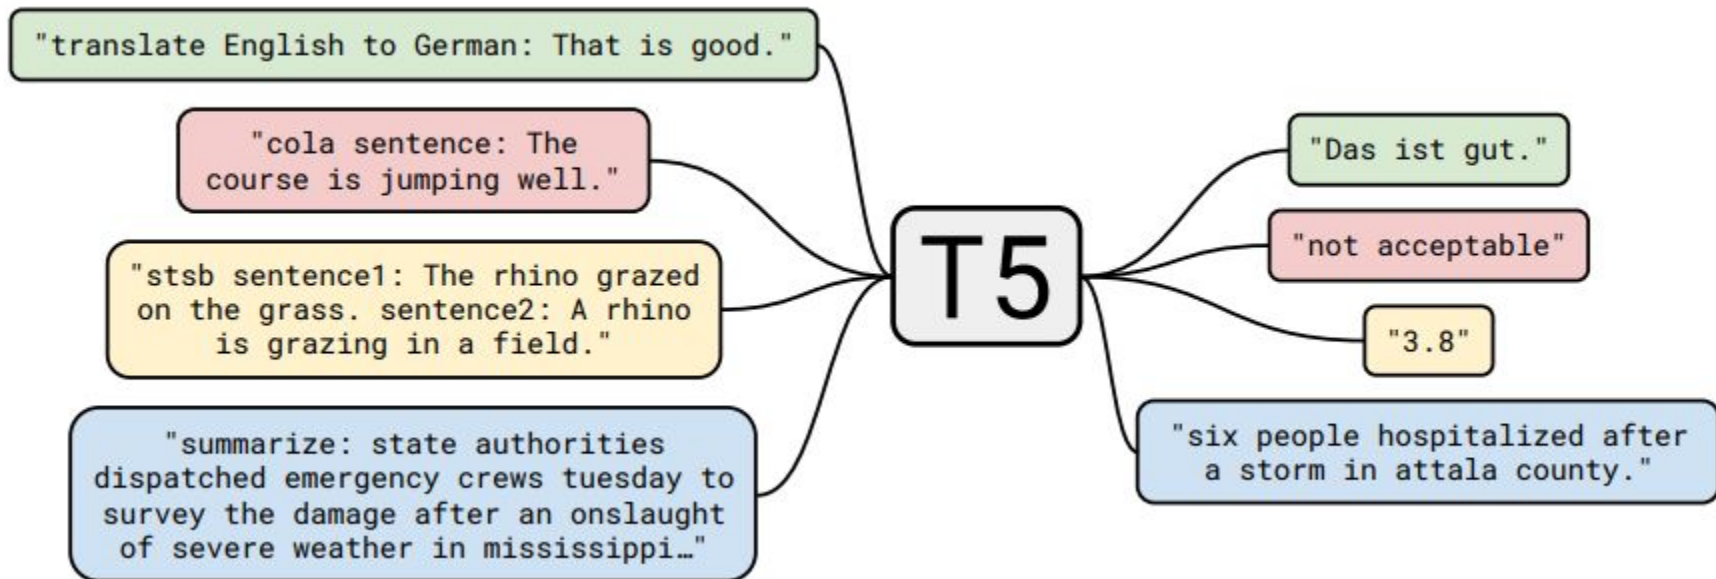 "translate English to German: That is good."
"cola sentence: The
course is jumping well."
"stsb sentence1: The rhino grazed
on the grass. sentence2: A rhino
is grazing in a field."
"summarize: state authorities
dispatched emergency crews tuesday to
survey the damage after an onslaught
of severe weather in mississippi…"
T5
"Das ist gut."
"not acceptable"
"3.8"
"six people hospitalized after
a storm in attala county."